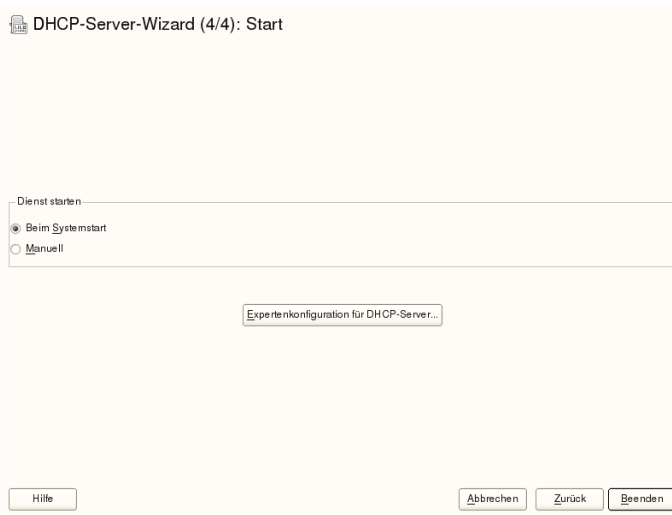 DHCP-Server-Wizard (4/4): Start
Dienst starten
Beim Systemstart
Manuell
Expertenkonfiguration für DHCP-Server...
Hilfe
Abbrechen
Zurück
Beenden